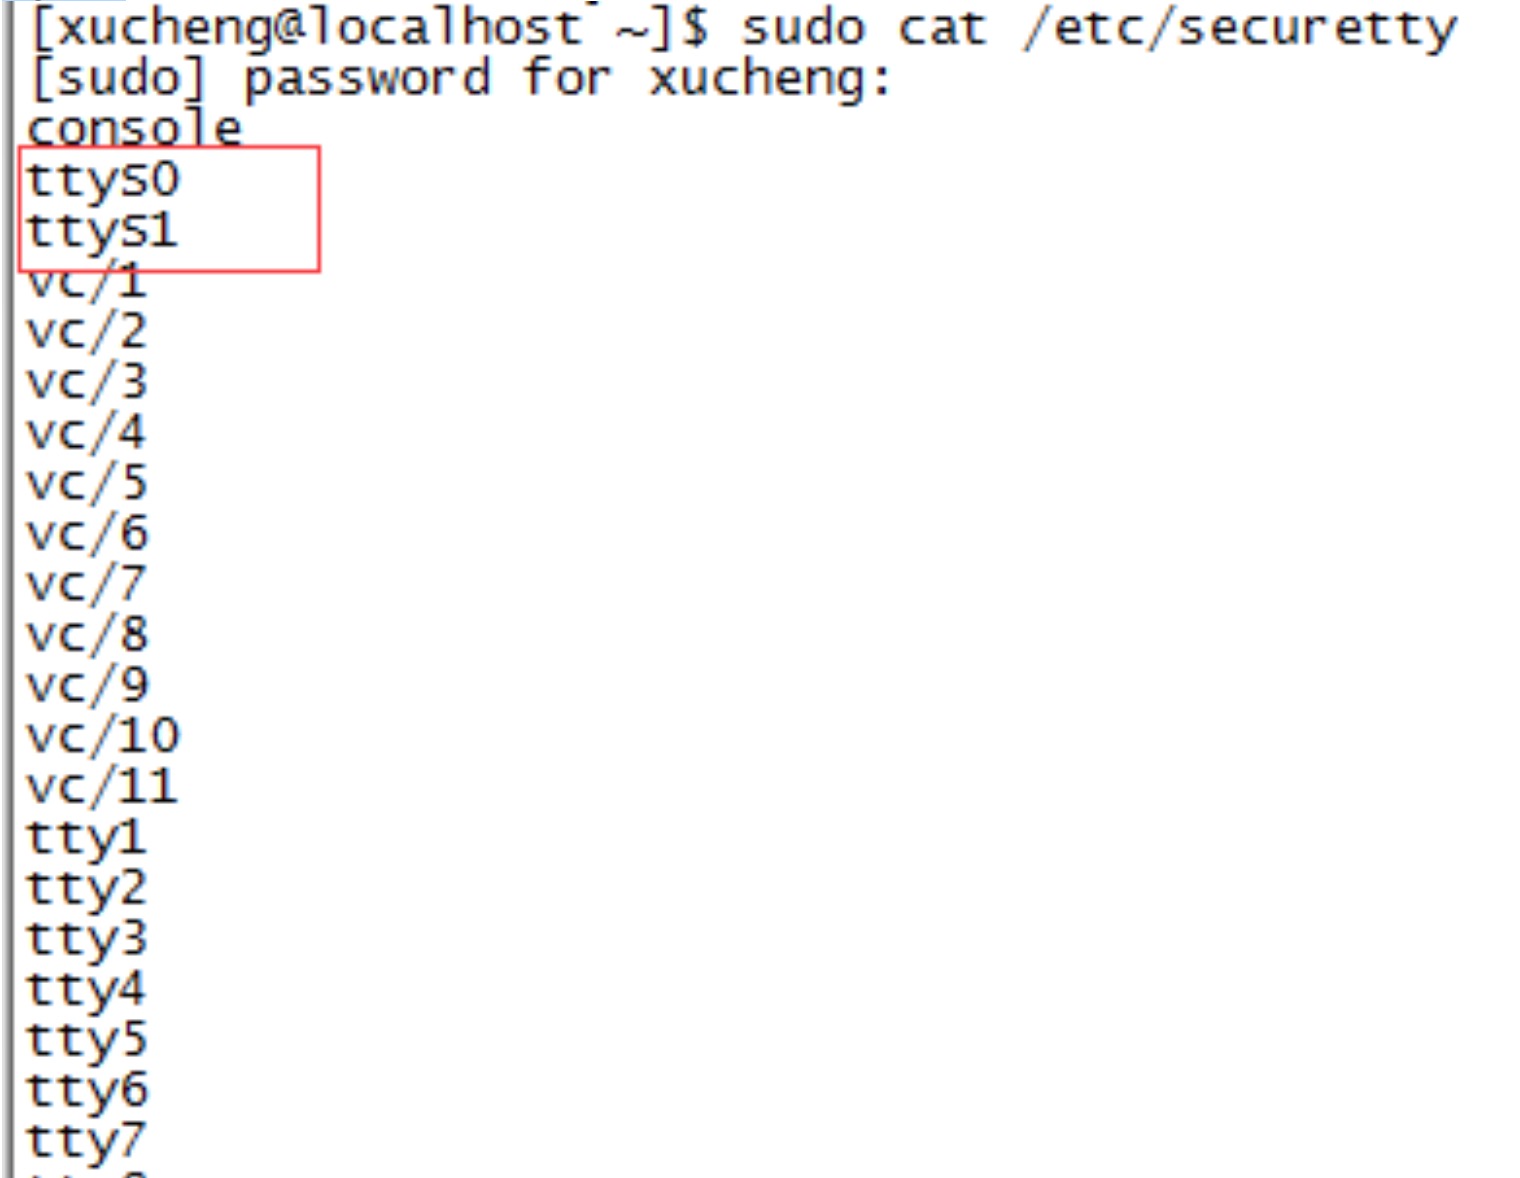 [xucheng@localhost ~]$ sudo cat /etc/securetty
[sudo] password for xucheng:
console
ttyS0
ttyS1
vc/1
vc/2
vc/3
vc/4
vc/5
vc/6
vc/7
vc/8
vc/9
vc/10
vc/11
tty1
tty2
tty3
tty4
tty5
tty6
tty7